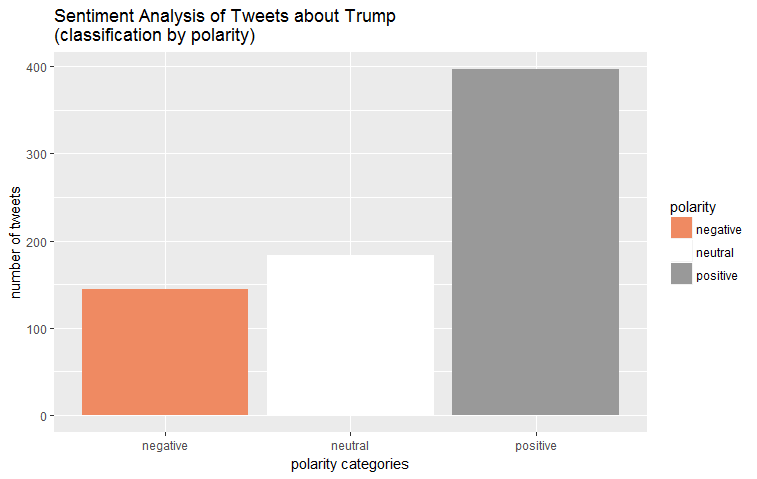 Sentiment Analysis of Tweets about Trump
(classification by polarity)
400
300
200
100
0
number of tweets
negative
neutral
positive
polarity categories
polarity
negative
neutral
positive